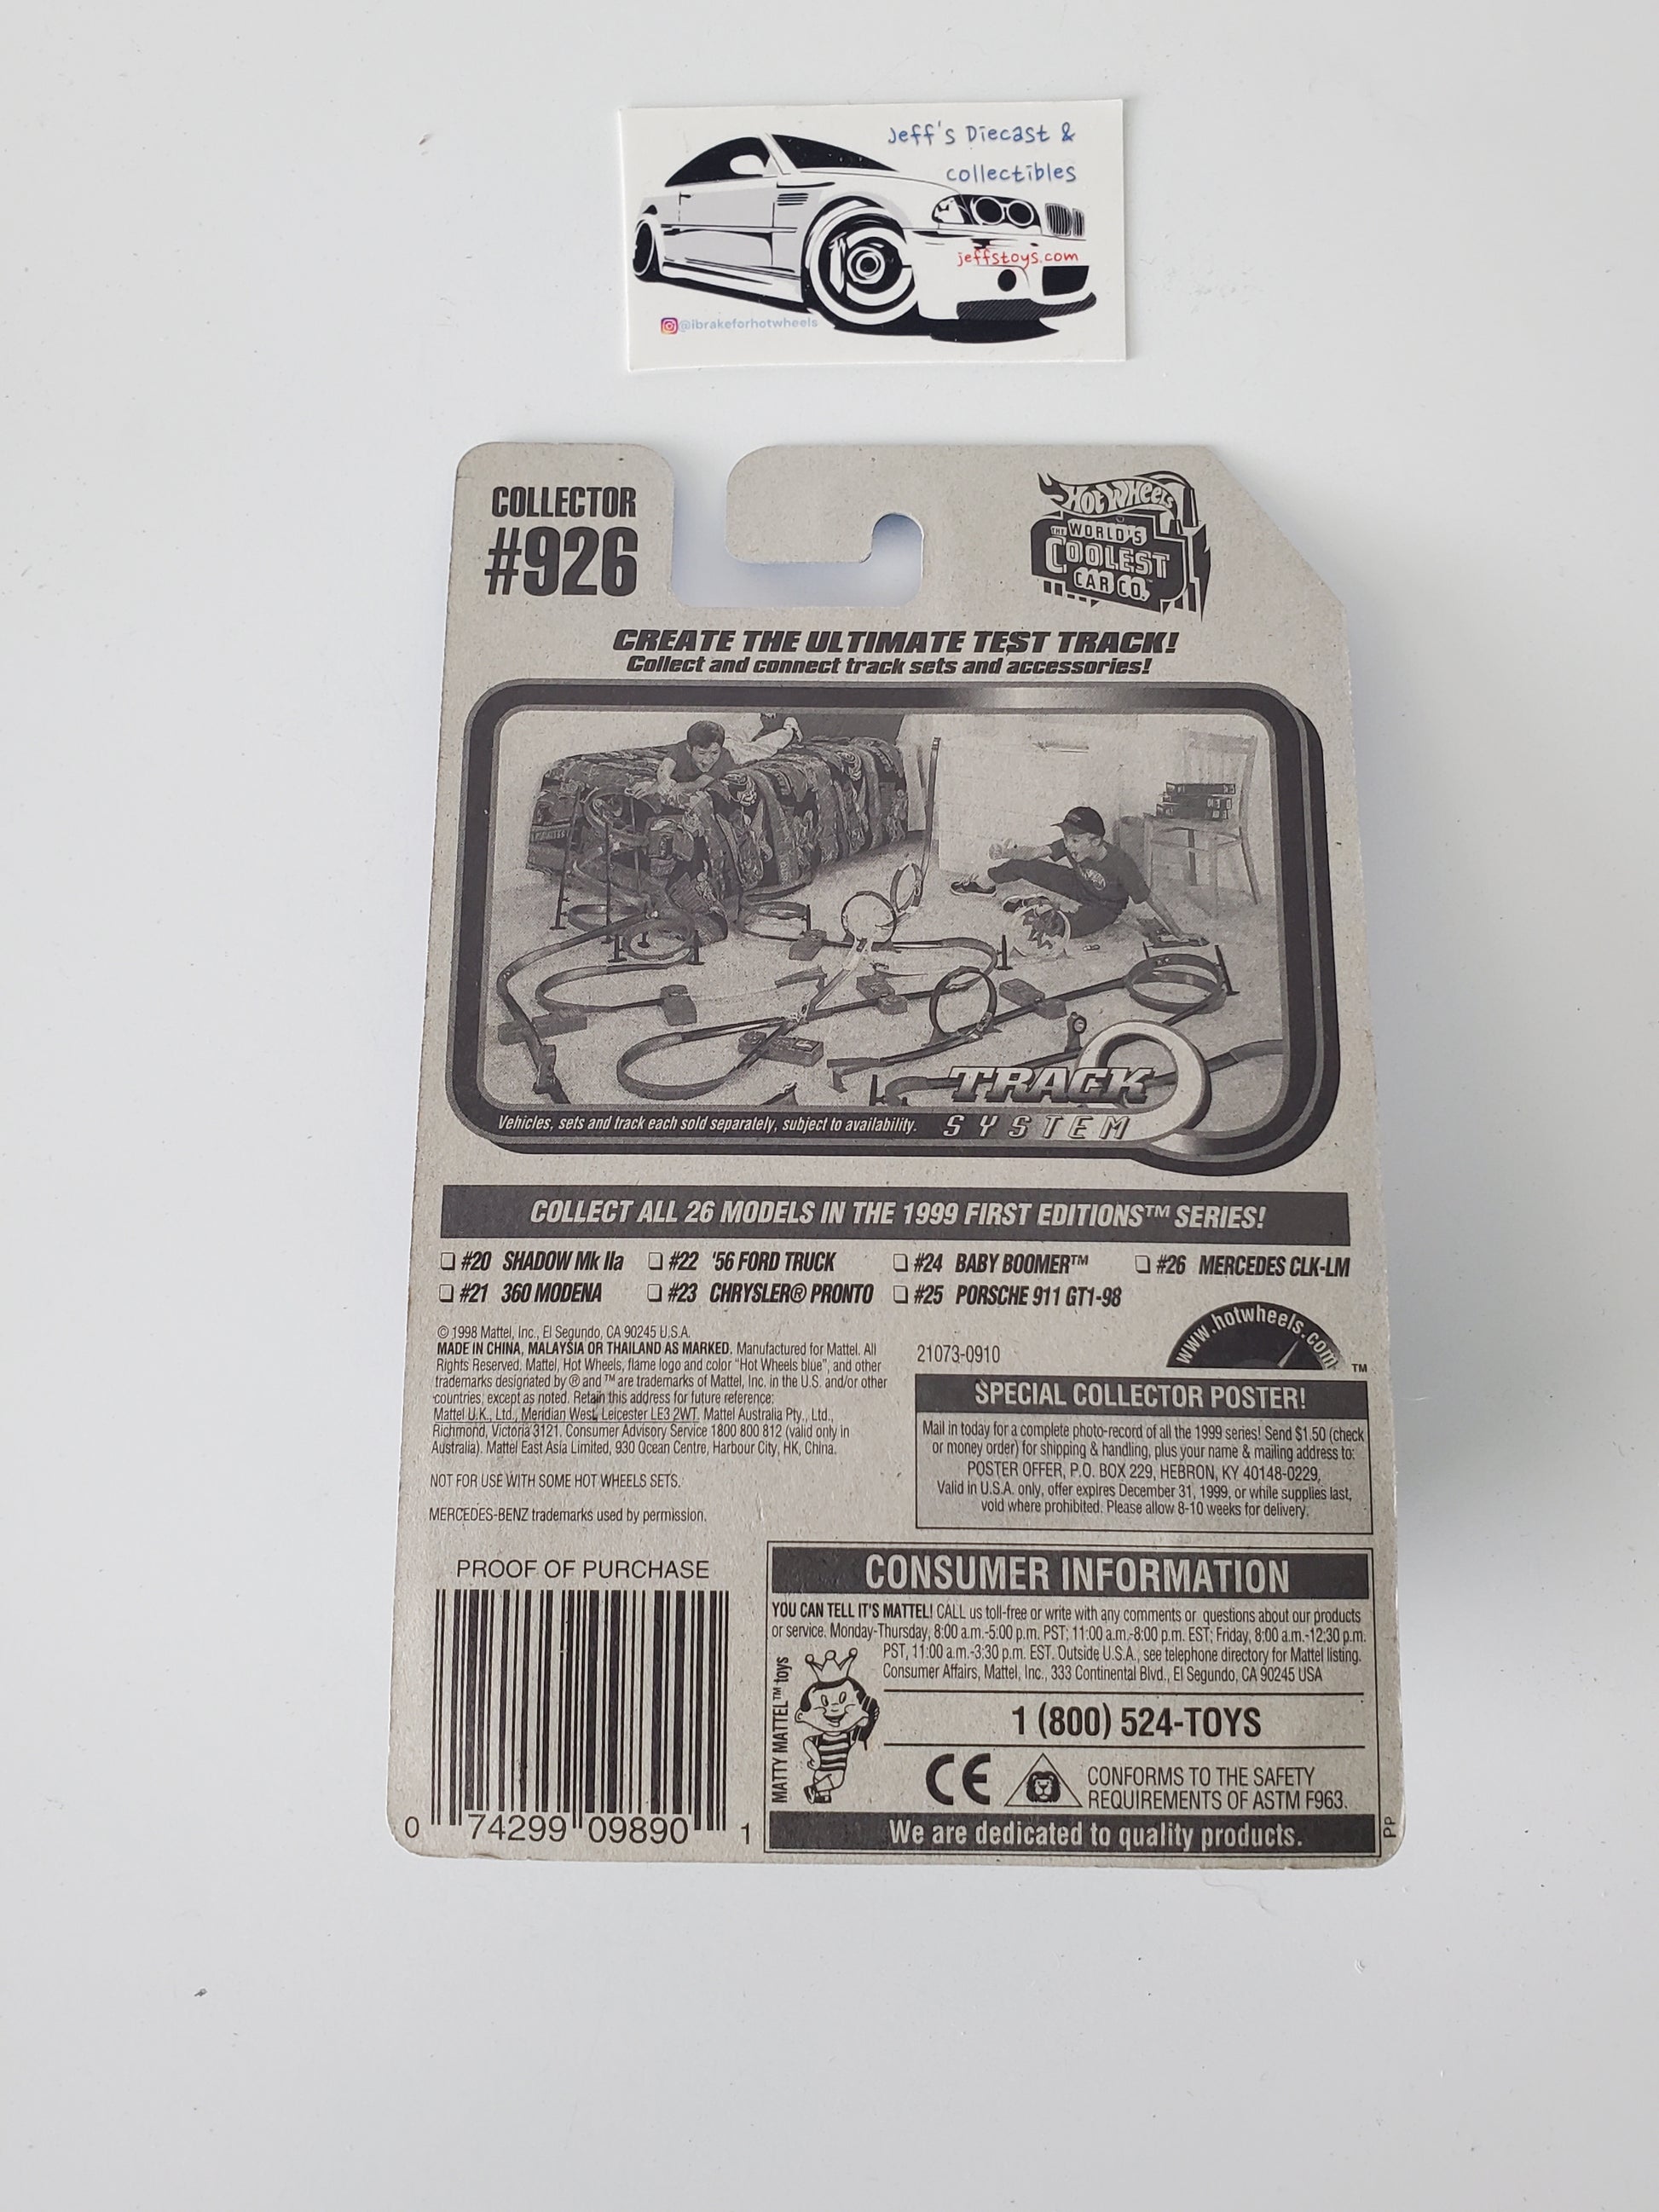 Jeff's Diecast &
collectibles
jeffstoys.com
@ibrakeforhotwheels
COLLECTOR
#926
HOT WHEELS
THE WORLD'S
COOLEST
CAR CO.™
CREATE THE ULTIMATE TEST TRACK!
Collect and connect track sets and accessories!
TRACK
SYSTEM
Vehicles, sets and track each sold separately, subject to availability.
COLLECT ALL 26 MODELS IN THE 1999 FIRST EDITIONS™ SERIES!
#20 SHADOW Mk IIa #22 '56 FORD TRUCK #24 BABY BOOMER™ #26 MERCEDES CLK-LM
#21 360 MODENA #23 CHRYSLER® PRONTO #25 PORSCHE 911 GT1-98
© 1998 Mattel, Inc., El Segundo, CA 90245 U.S.A.
MADE IN CHINA, MALAYSIA OR THAILAND AS MARKED. Manufactured for Mattel. All
Rights Reserved. Mattel, Hot Wheels, flame logo and color "Hot Wheels blue", and other
trademarks designated by ® and ™ are trademarks of Mattel, Inc. in the U.S. and/or other
countries, except as noted. Retain this address for future reference:
Mattel U.K., Ltd., Meridian West, Leicester LE3 2WT. Mattel Australia Pty., Ltd.,
Richmond, Victoria 3121. Consumer Advisory Service 1800 800 812 (valid only in
Australia). Mattel East Asia Limited, 930 Ocean Centre, Harbour City, HK, China.
NOT FOR USE WITH SOME HOT WHEELS SETS.
MERCEDES-BENZ trademarks used by permission.
21073-0910
www.hotwheels.com
™
SPECIAL COLLECTOR POSTER!
Mail in today for a complete photo-record of all the 1999 series! Send $1.50 (check
or money order) for shipping & handling, plus your name & mailing address to:
POSTER OFFER, P.O. BOX 229, HEBRON, KY 40148-0229,
Valid in U.S.A. only, offer expires December 31, 1999, or while supplies last,
void where prohibited. Please allow 8-10 weeks for delivery.
PROOF OF PURCHASE
0 74299 09890 1
CONSUMER INFORMATION
YOU CAN TELL IT'S MATTEL! CALL us toll-free or write with any comments or questions about our products
or service. Monday-Thursday, 8:00 a.m.-5:00 p.m. PST; 11:00 a.m.-8:00 p.m. EST; Friday, 8:00 a.m.-12:30 p.m.
PST, 11:00 a.m.-3:30 p.m. EST. Outside U.S.A., see telephone directory for Mattel listing.
Consumer Affairs, Mattel, Inc., 333 Continental Blvd., El Segundo, CA 90245 USA
MATTY MATTEL™ toys
1 (800) 524-TOYS
CE
CONFORMS TO THE SAFETY
REQUIREMENTS OF ASTM F963.
We are dedicated to quality products.
PP